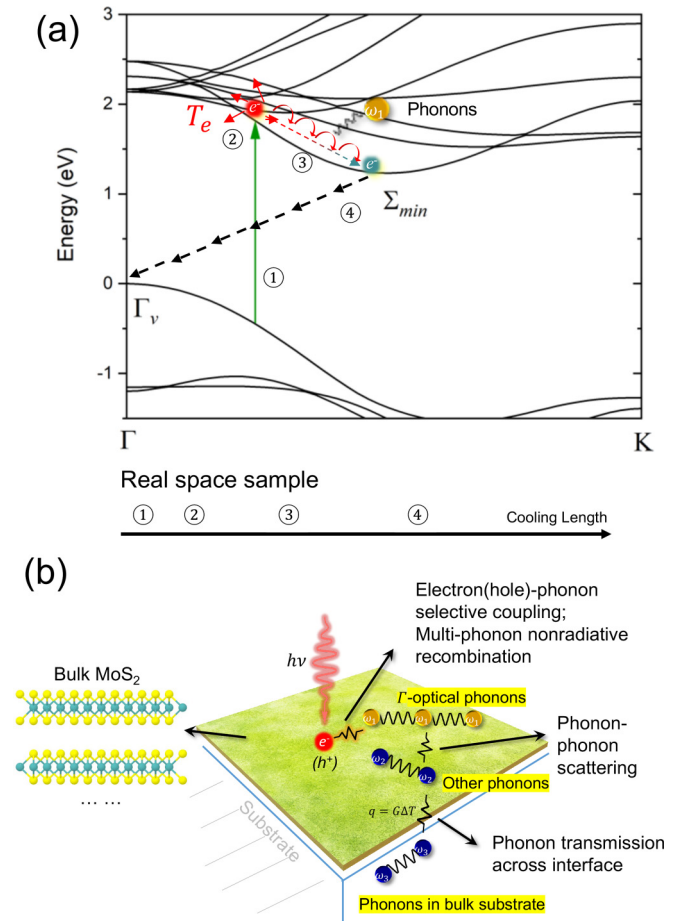 (a)
3
2
1
0
-1
Energy (eV)
Tₑ
e⁻
②
③
ω₁ Phonons
e⁻
Σₘᵢₙ
④
①
Γᵥ
Γ
K
Real space sample
① ② ③ ④ Cooling Length
(b)
Electron(hole)-phonon
selective coupling;
Multi-phonon nonradiative
recombination
hν
Bulk MoS₂
... ...
Γ-optical phonons
ω₁ ω₁ ω₁
e⁻
(h⁺)
Phonon-
phonon
scattering
ω₂
ω₂
Other phonons
q = GΔT
Phonon transmission
across interface
Substrate
ω₃
ω₃
Phonons in bulk substrate